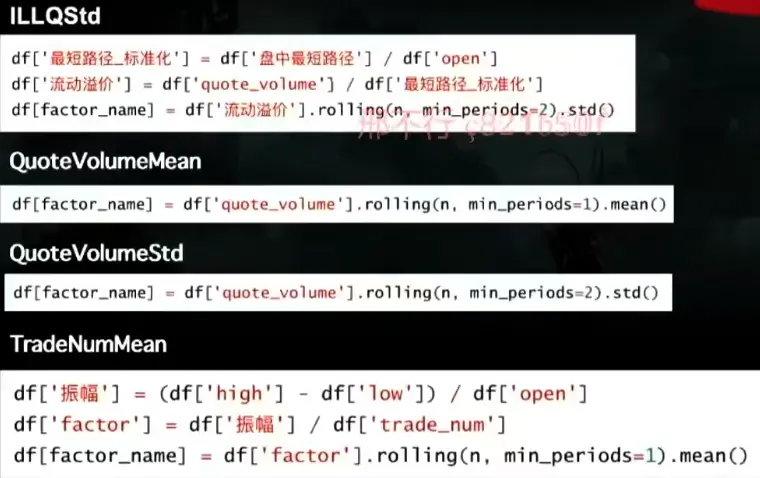 ILLQStd
df['最短路径_标准化'] = df['盘中最短路径'] / df['open']
df['流动溢价'] = df['quote_volume'] / df['最短路径_标准化']
df[factor_name] = df['流动溢价'].rolling(n, min_periods=2).std()
QuoteVolumeMean
df[factor_name] = df['quote_volume'].rolling(n, min_periods=1).mean()
QuoteVolumeStd
df[factor_name] = df['quote_volume'].rolling(n, min_periods=2).std()
TradeNumMean
df['振幅'] = (df['high'] - df['low']) / df['open']
df['factor'] = df['振幅'] / df['trade_num']
df[factor_name] = df['factor'].rolling(n, min_periods=1).mean()